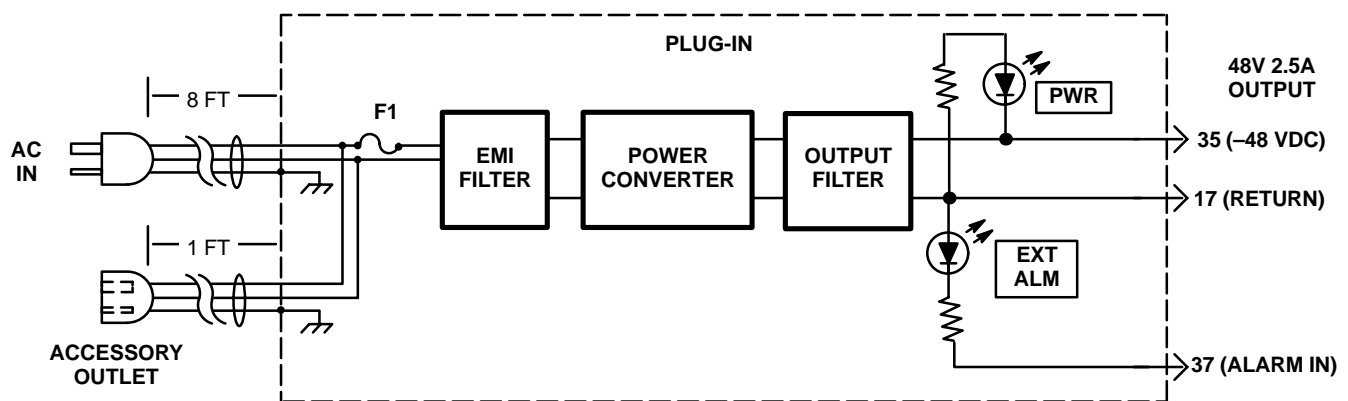 PLUG-IN
8 FT
F1
AC
IN
EMI
FILTER
POWER
CONVERTER
OUTPUT
FILTER
PWR
48V 2.5A
OUTPUT
35 (–48 VDC)
17 (RETURN)
1 FT
EXT
ALM
ACCESSORY
OUTLET
37 (ALARM IN)